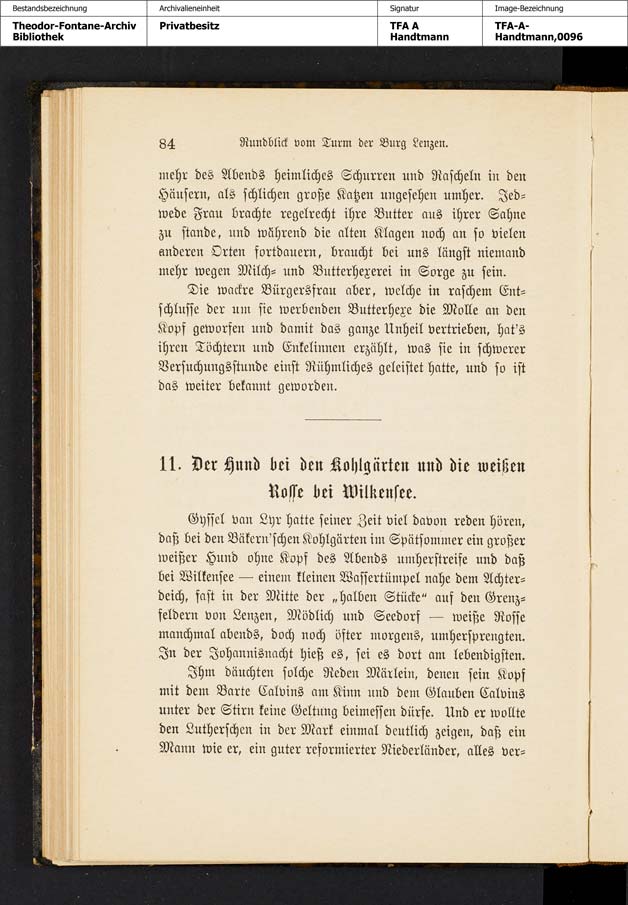 Bestandsbezeichnung Archivalieneinheit Signatur Image-Bezeichnung
Theodor-Fontane-Archiv Privatbesitz TFA A TFA-A-
Bibliothek Handtmann Handtmann,0096
84 Rundblick vom Turm der Burg Lenzen.
mehr des Abends heimliches Schurren und Rascheln in den
Häusern, als schlichen große Katzen ungesehen umher. Jed-
wede Frau brachte regelrecht ihre Butter aus ihrer Sahne
zu stande, und während die alten Klagen noch an so vielen
anderen Orten fortdauern, braucht bei uns längst niemand
mehr wegen Milch- und Butterhexerei in Sorge zu sein.
Die wackre Bürgersfrau aber, welche in raschem Ent-
schlusse der um sie werbenden Butterhexe die Molle an den
Kopf geworfen und damit das ganze Unheil vertrieben, hat's
ihren Töchtern und Enkelinnen erzählt, was sie in schwerer
Versuchungsstunde einst Rühmliches geleistet hatte, und so ist
das weiter bekannt geworden.
11. Der Hund bei den Kohlgärten und die weißen
Rosse bei Wilkensee.
Gyssel van Lyr hatte seiner Zeit viel davon reden hören,
daß bei den Bäkern'schen Kohlgärten im Spätsommer ein großer
weißer Hund ohne Kopf des Abends umherstreife und daß
bei Wilkensee — einem kleinen Wassertümpel nahe dem Achter-
deich, fast in der Mitte der „halben Stücke“ auf den Grenz-
feldern von Lenzen, Mödlich und Seedorf — weiße Rosse
manchmal abends, doch noch öfter morgens, umhersprengten.
In der Johannisnacht hieß es, sei es dort am lebendigsten.
Ihm däuchten solche Reden Märlein, denen sein Kopf
mit dem Barte Calvins am Kinn und dem Glauben Calvins
unter der Stirn keine Geltung beimessen dürfe. Und er wollte
den Lutherschen in der Mark einmal deutlich zeigen, daß ein
Mann wie er, ein guter reformierter Niederländer, alles ver-